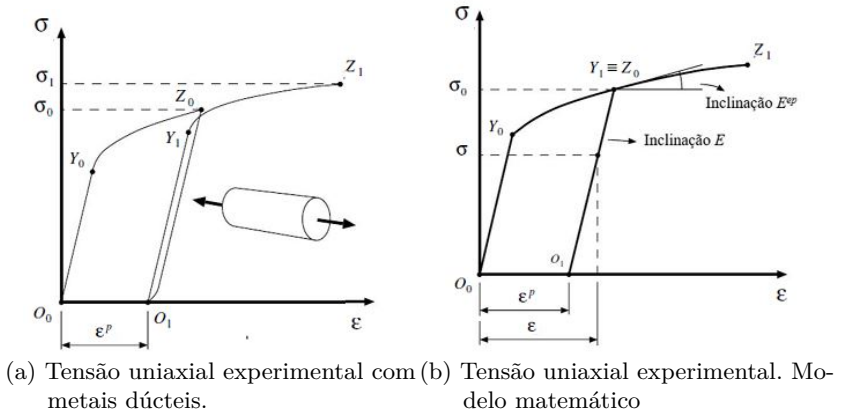 σ
σ₁
σ₀
Y₀
Z₀
Y₁
Z₁
O₀
O₁
ε
εᵖ
σ
σ₀
σ
Y₀
Y₁ ≡ Z₀
Z₁
Inclinação Eᵉᵖ
Inclinação E
O₀
O₁
ε
εᵖ
ε
(a) Tensão uniaxial experimental com
metais dúcteis.
(b) Tensão uniaxial experimental. Mo-
delo matemático